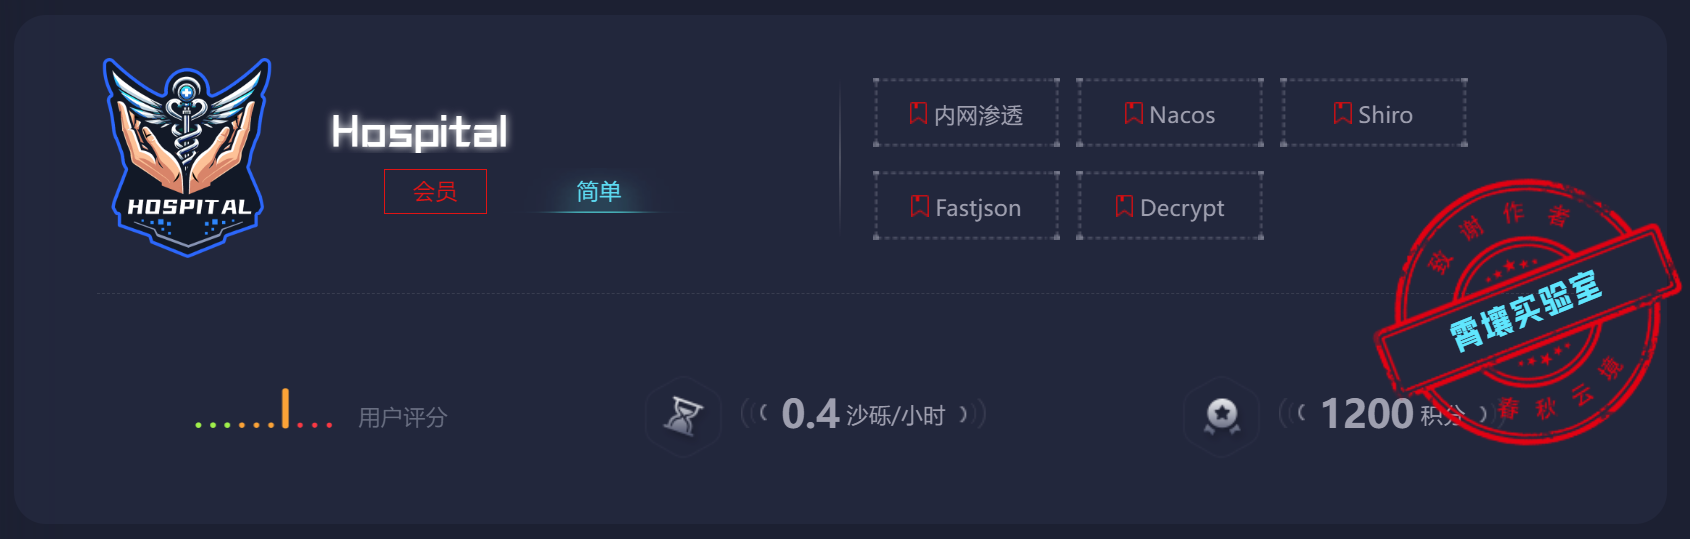 HOSPITAL
Hospital
会员
简单
内网渗透
Nacos
Shiro
Fastjson
Decrypt
致谢作者
霄壤实验室
春秋云境
用户评分
0.4 沙砾/小时
1200 积分